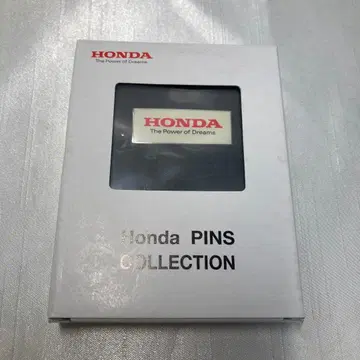 HONDA
The Power of Dreams
HONDA
The Power of Dreams
Honda PINS
COLLECTION